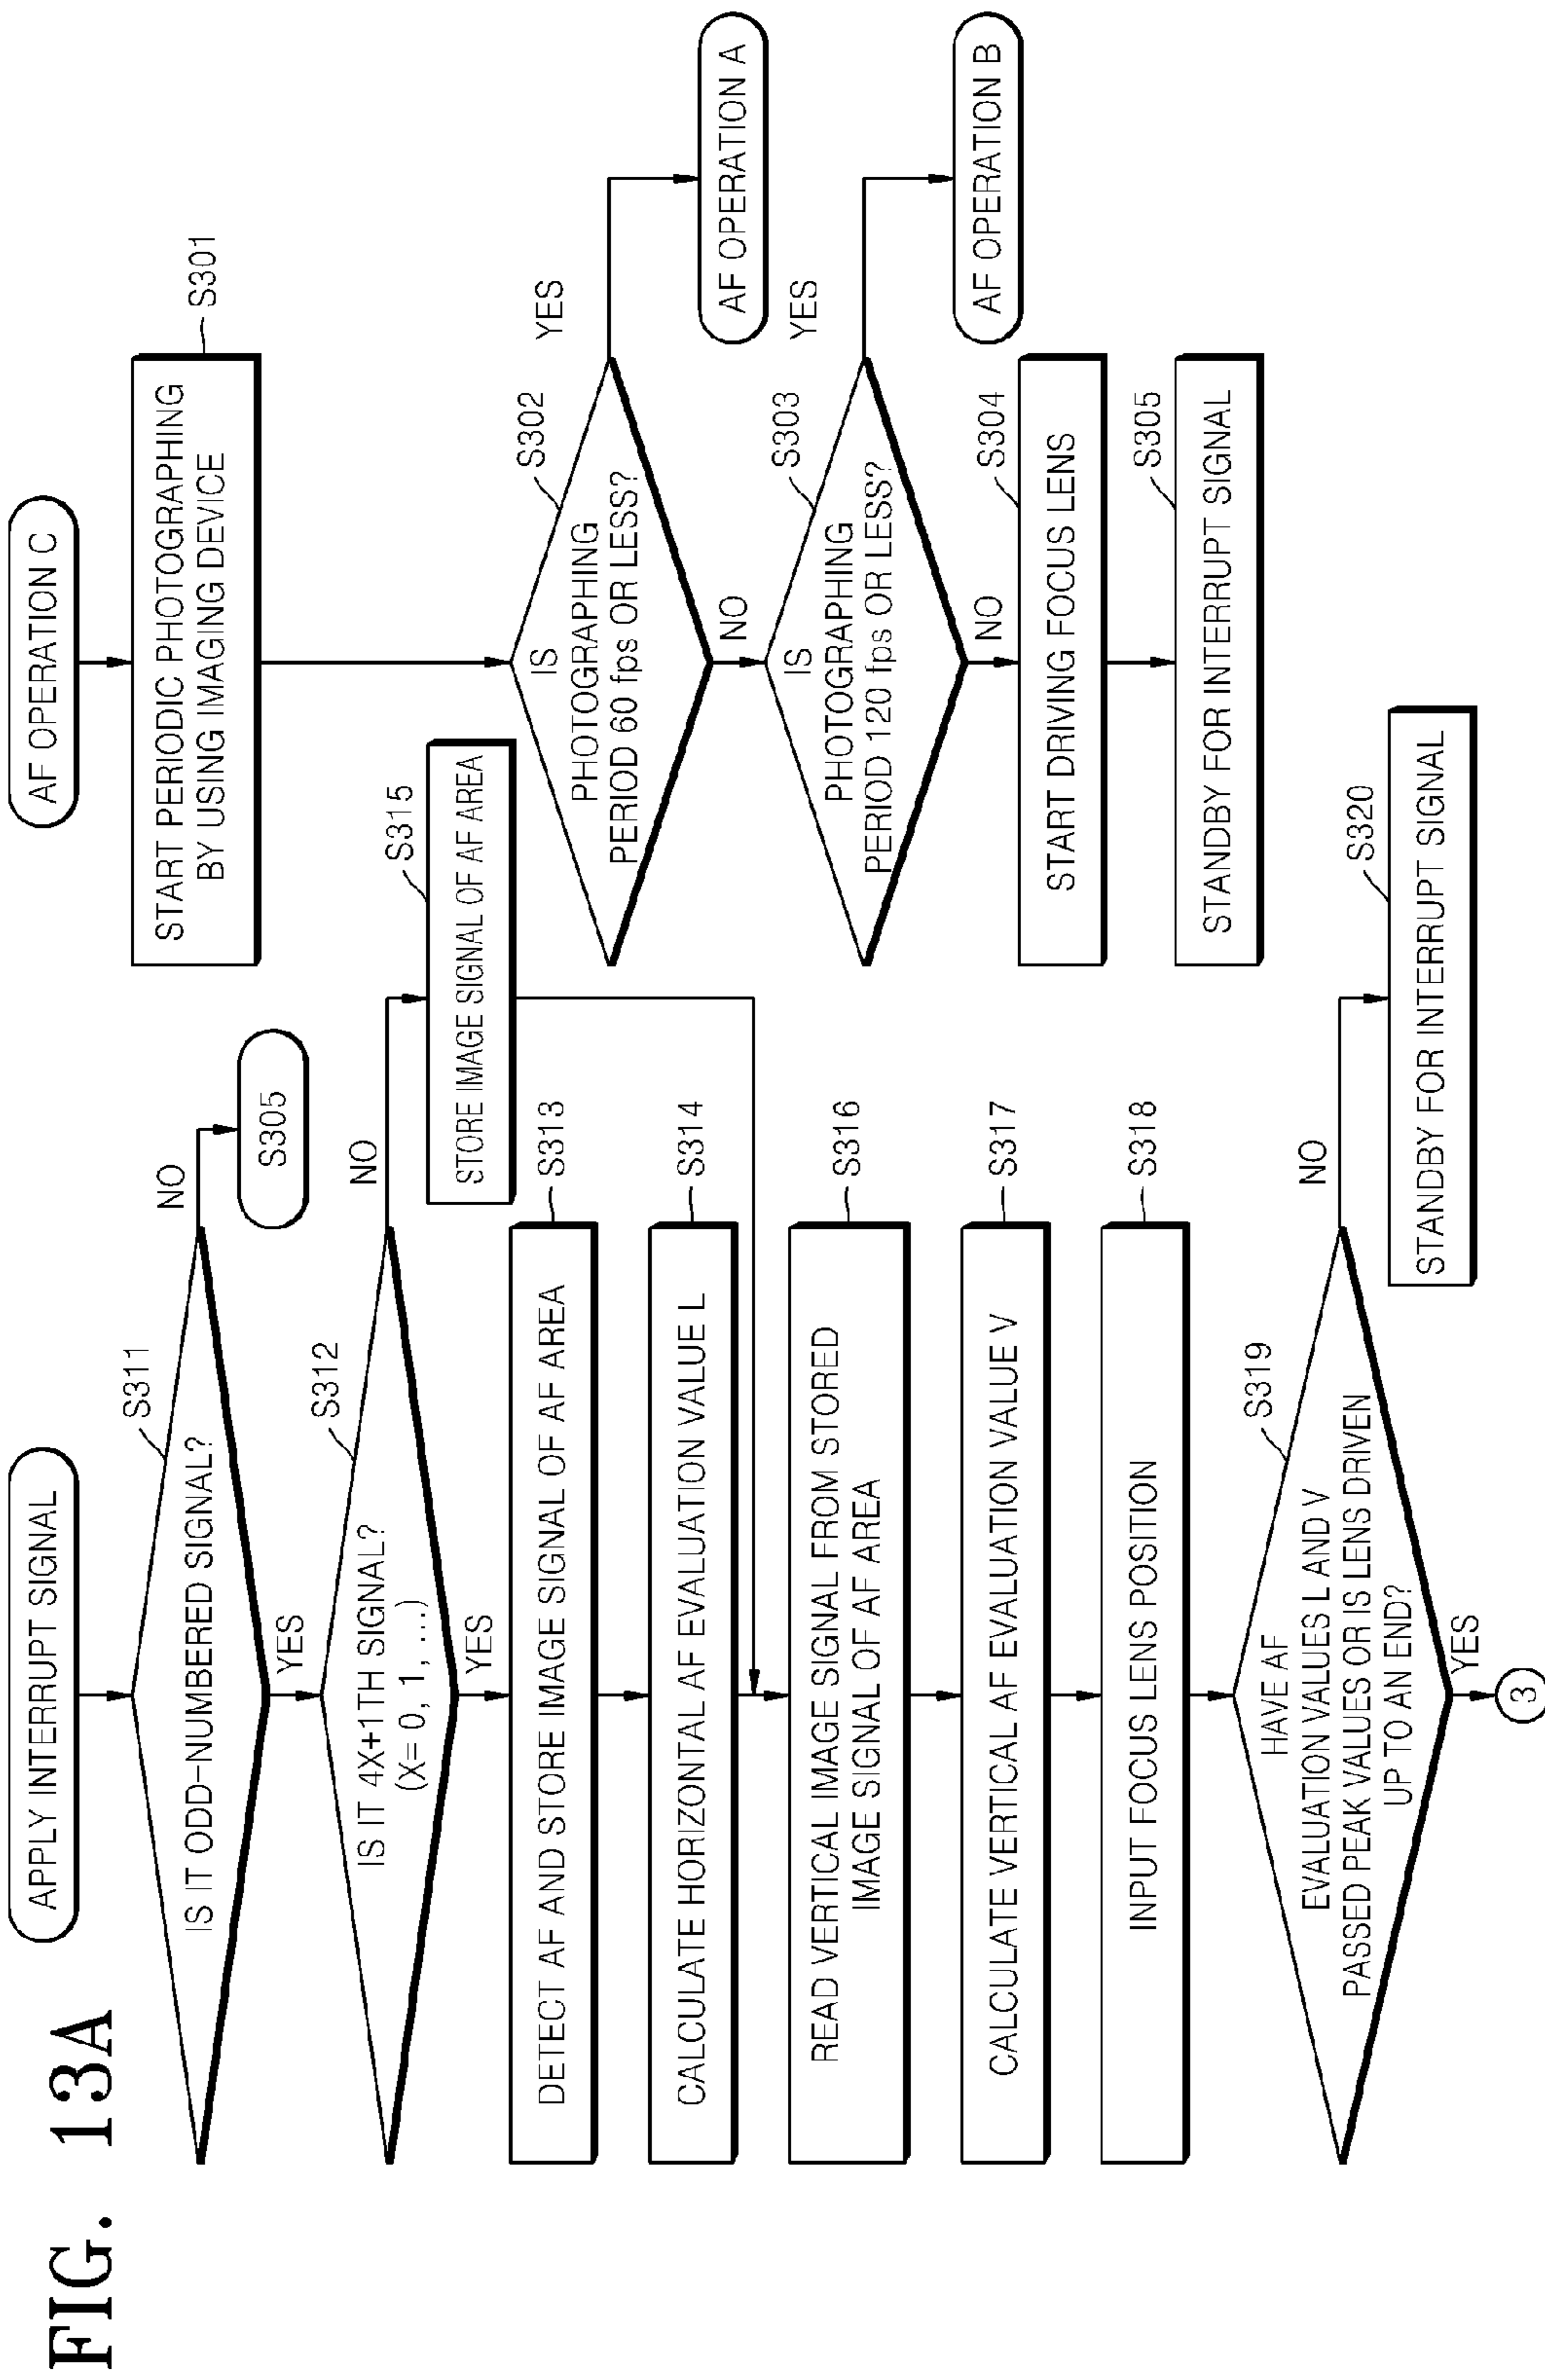 FIG. 13A
APPLY INTERRUPT SIGNAL
S311
IS IT ODD-NUMBERED SIGNAL?
NO
S305
YES
S312
IS IT 4X+1TH SIGNAL?
(X= 0, 1, ...)
NO
S315
STORE IMAGE SIGNAL OF AF AREA
YES
DETECT AF AND STORE IMAGE SIGNAL OF AF AREA
S313
CALCULATE HORIZONTAL AF EVALUATION VALUE L
S314
READ VERTICAL IMAGE SIGNAL FROM STORED
IMAGE SIGNAL OF AF AREA
S316
CALCULATE VERTICAL AF EVALUATION VALUE V
S317
INPUT FOCUS LENS POSITION
S318
S319
HAVE AF
EVALUATION VALUES L AND V
PASSED PEAK VALUES OR IS LENS DRIVEN
UP TO AN END?
NO
S320
STANDBY FOR INTERRUPT SIGNAL
YES
3
AF OPERATION C
START PERIODIC PHOTOGRAPHING
BY USING IMAGING DEVICE
S301
S302
IS
PHOTOGRAPHING
PERIOD 60 fps OR LESS?
YES
AF OPERATION A
NO
S303
IS
PHOTOGRAPHING
PERIOD 120 fps OR LESS?
YES
AF OPERATION B
NO
S304
START DRIVING FOCUS LENS
S305
STANDBY FOR INTERRUPT SIGNAL